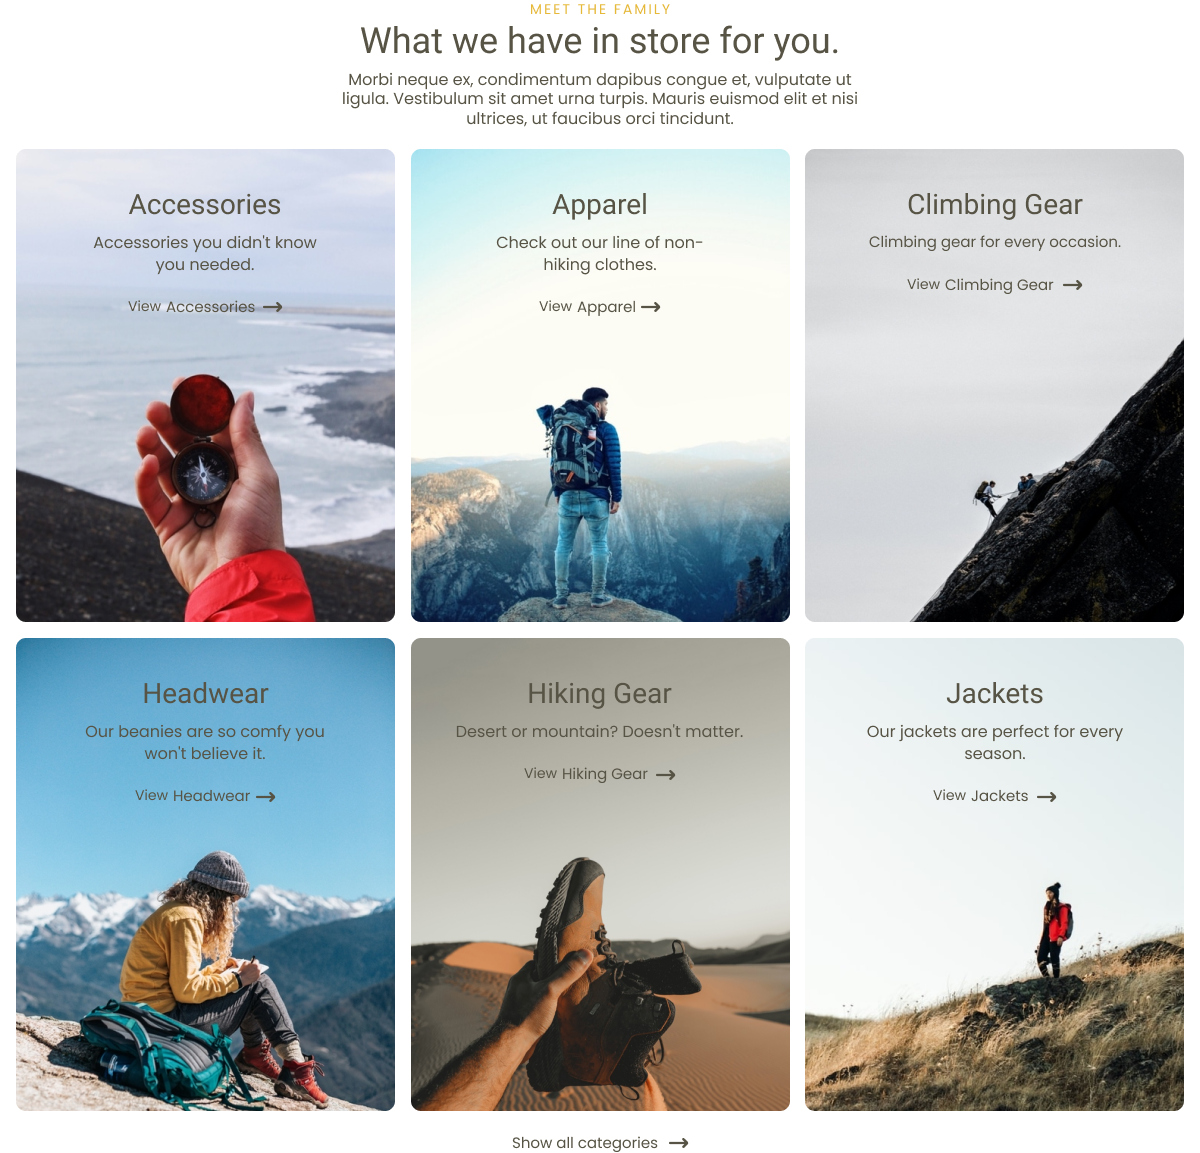 MEET THE FAMILY
What we have in store for you.
Morbi neque ex, condimentum dapibus congue et, vulputate ut
ligula. Vestibulum sit amet urna turpis. Mauris euismod elit et nisi
ultrices, ut faucibus orci tincidunt.
Accessories
Accessories you didn't know
you needed.
View Accessories
Apparel
Check out our line of non-
hiking clothes.
View Apparel
Climbing Gear
Climbing gear for every occasion.
View Climbing Gear
Headwear
Our beanies are so comfy you
won't believe it.
View Headwear
Hiking Gear
Desert or mountain? Doesn't matter.
View Hiking Gear
Jackets
Our jackets are perfect for every
season.
View Jackets
Show all categories